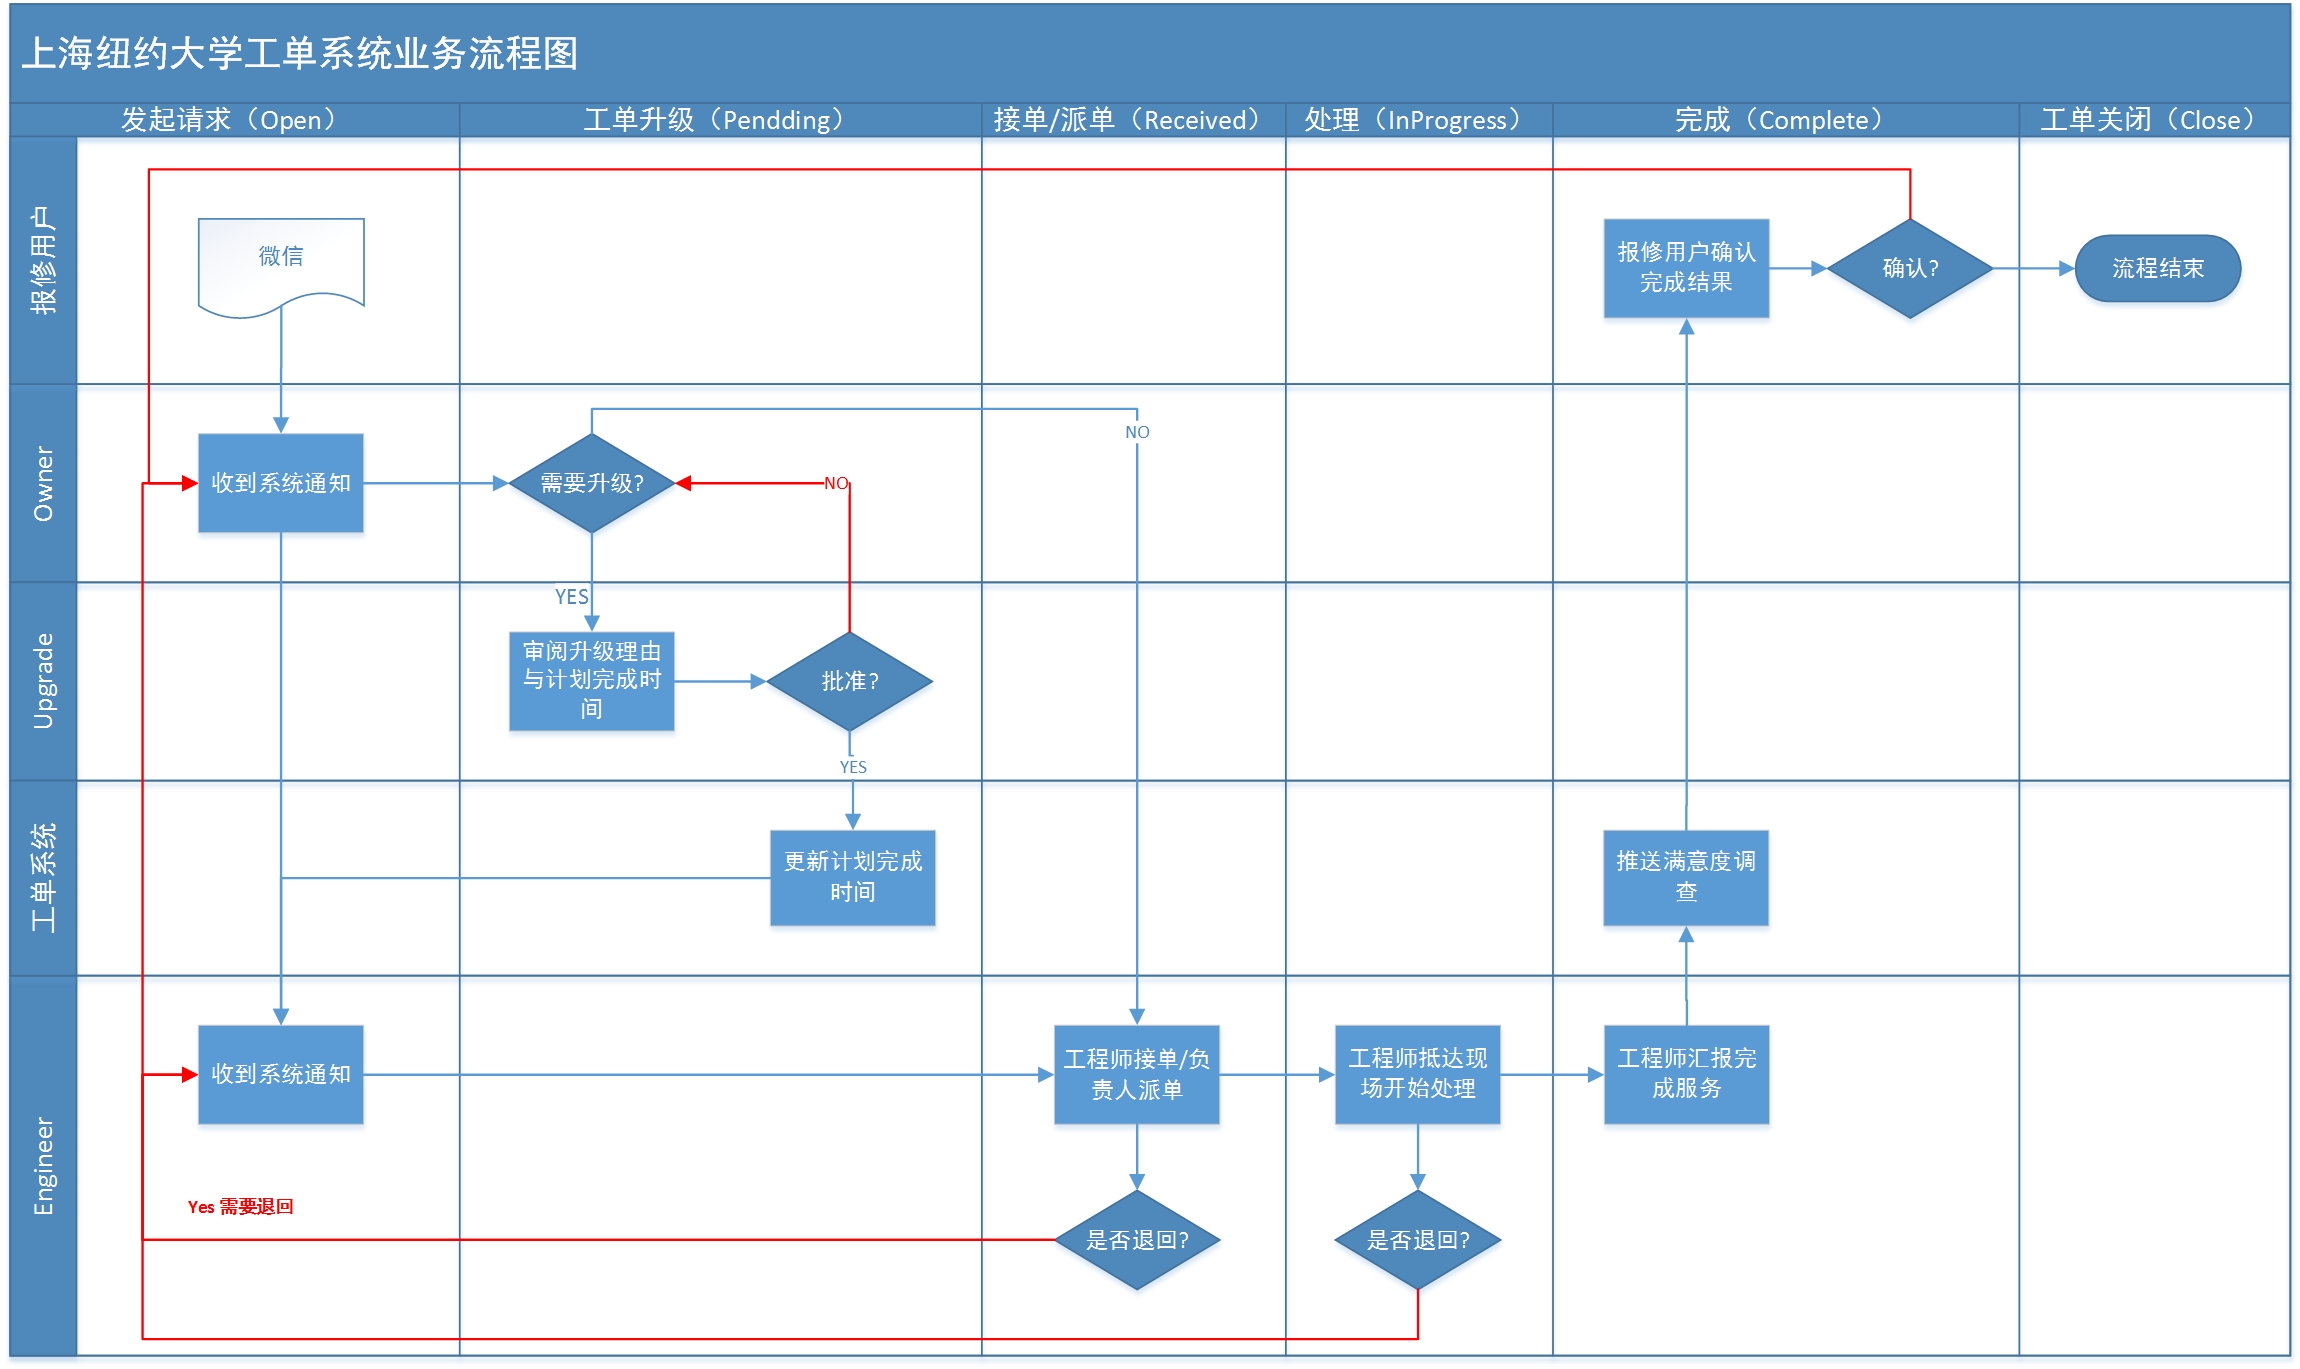 上海纽约大学工单系统业务流程图
发起请求（Open）
工单升级（Pendding）
接单/派单（Received）
处理（InProgress）
完成（Complete）
工单关闭（Close）
报修用户
微信
报修用户确认
完成结果
确认?
流程结束
Owner
收到系统通知
需要升级?
NO
NO
YES
Upgrade
审阅升级理由
与计划完成时
间
批准?
YES
工单系统
更新计划完成
时间
推送满意度调
查
Engineer
收到系统通知
工程师接单/负
责人派单
工程师抵达现
场开始处理
工程师汇报完
成服务
Yes 需要退回
是否退回?
是否退回?